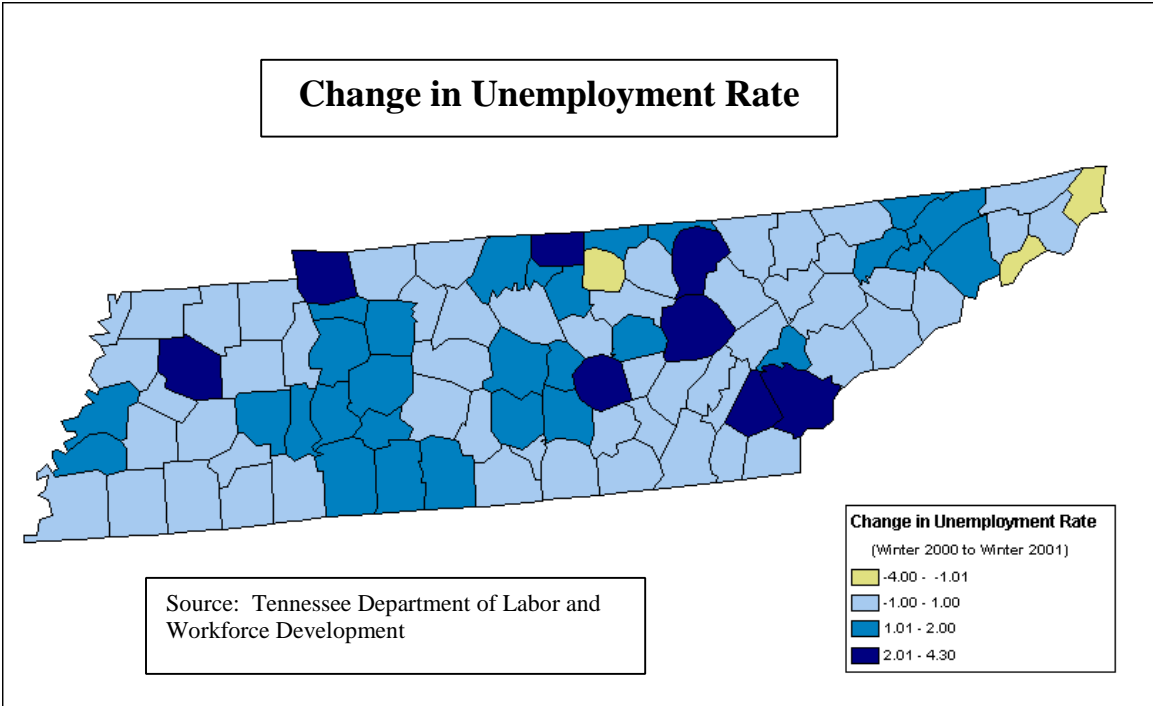 Change in Unemployment Rate
Change in Unemployment Rate
(Winter 2000 to Winter 2001)
-4.00 - -1.01
-1.00 - 1.00
1.01 - 2.00
2.01 - 4.30
Source: Tennessee Department of Labor and
Workforce Development